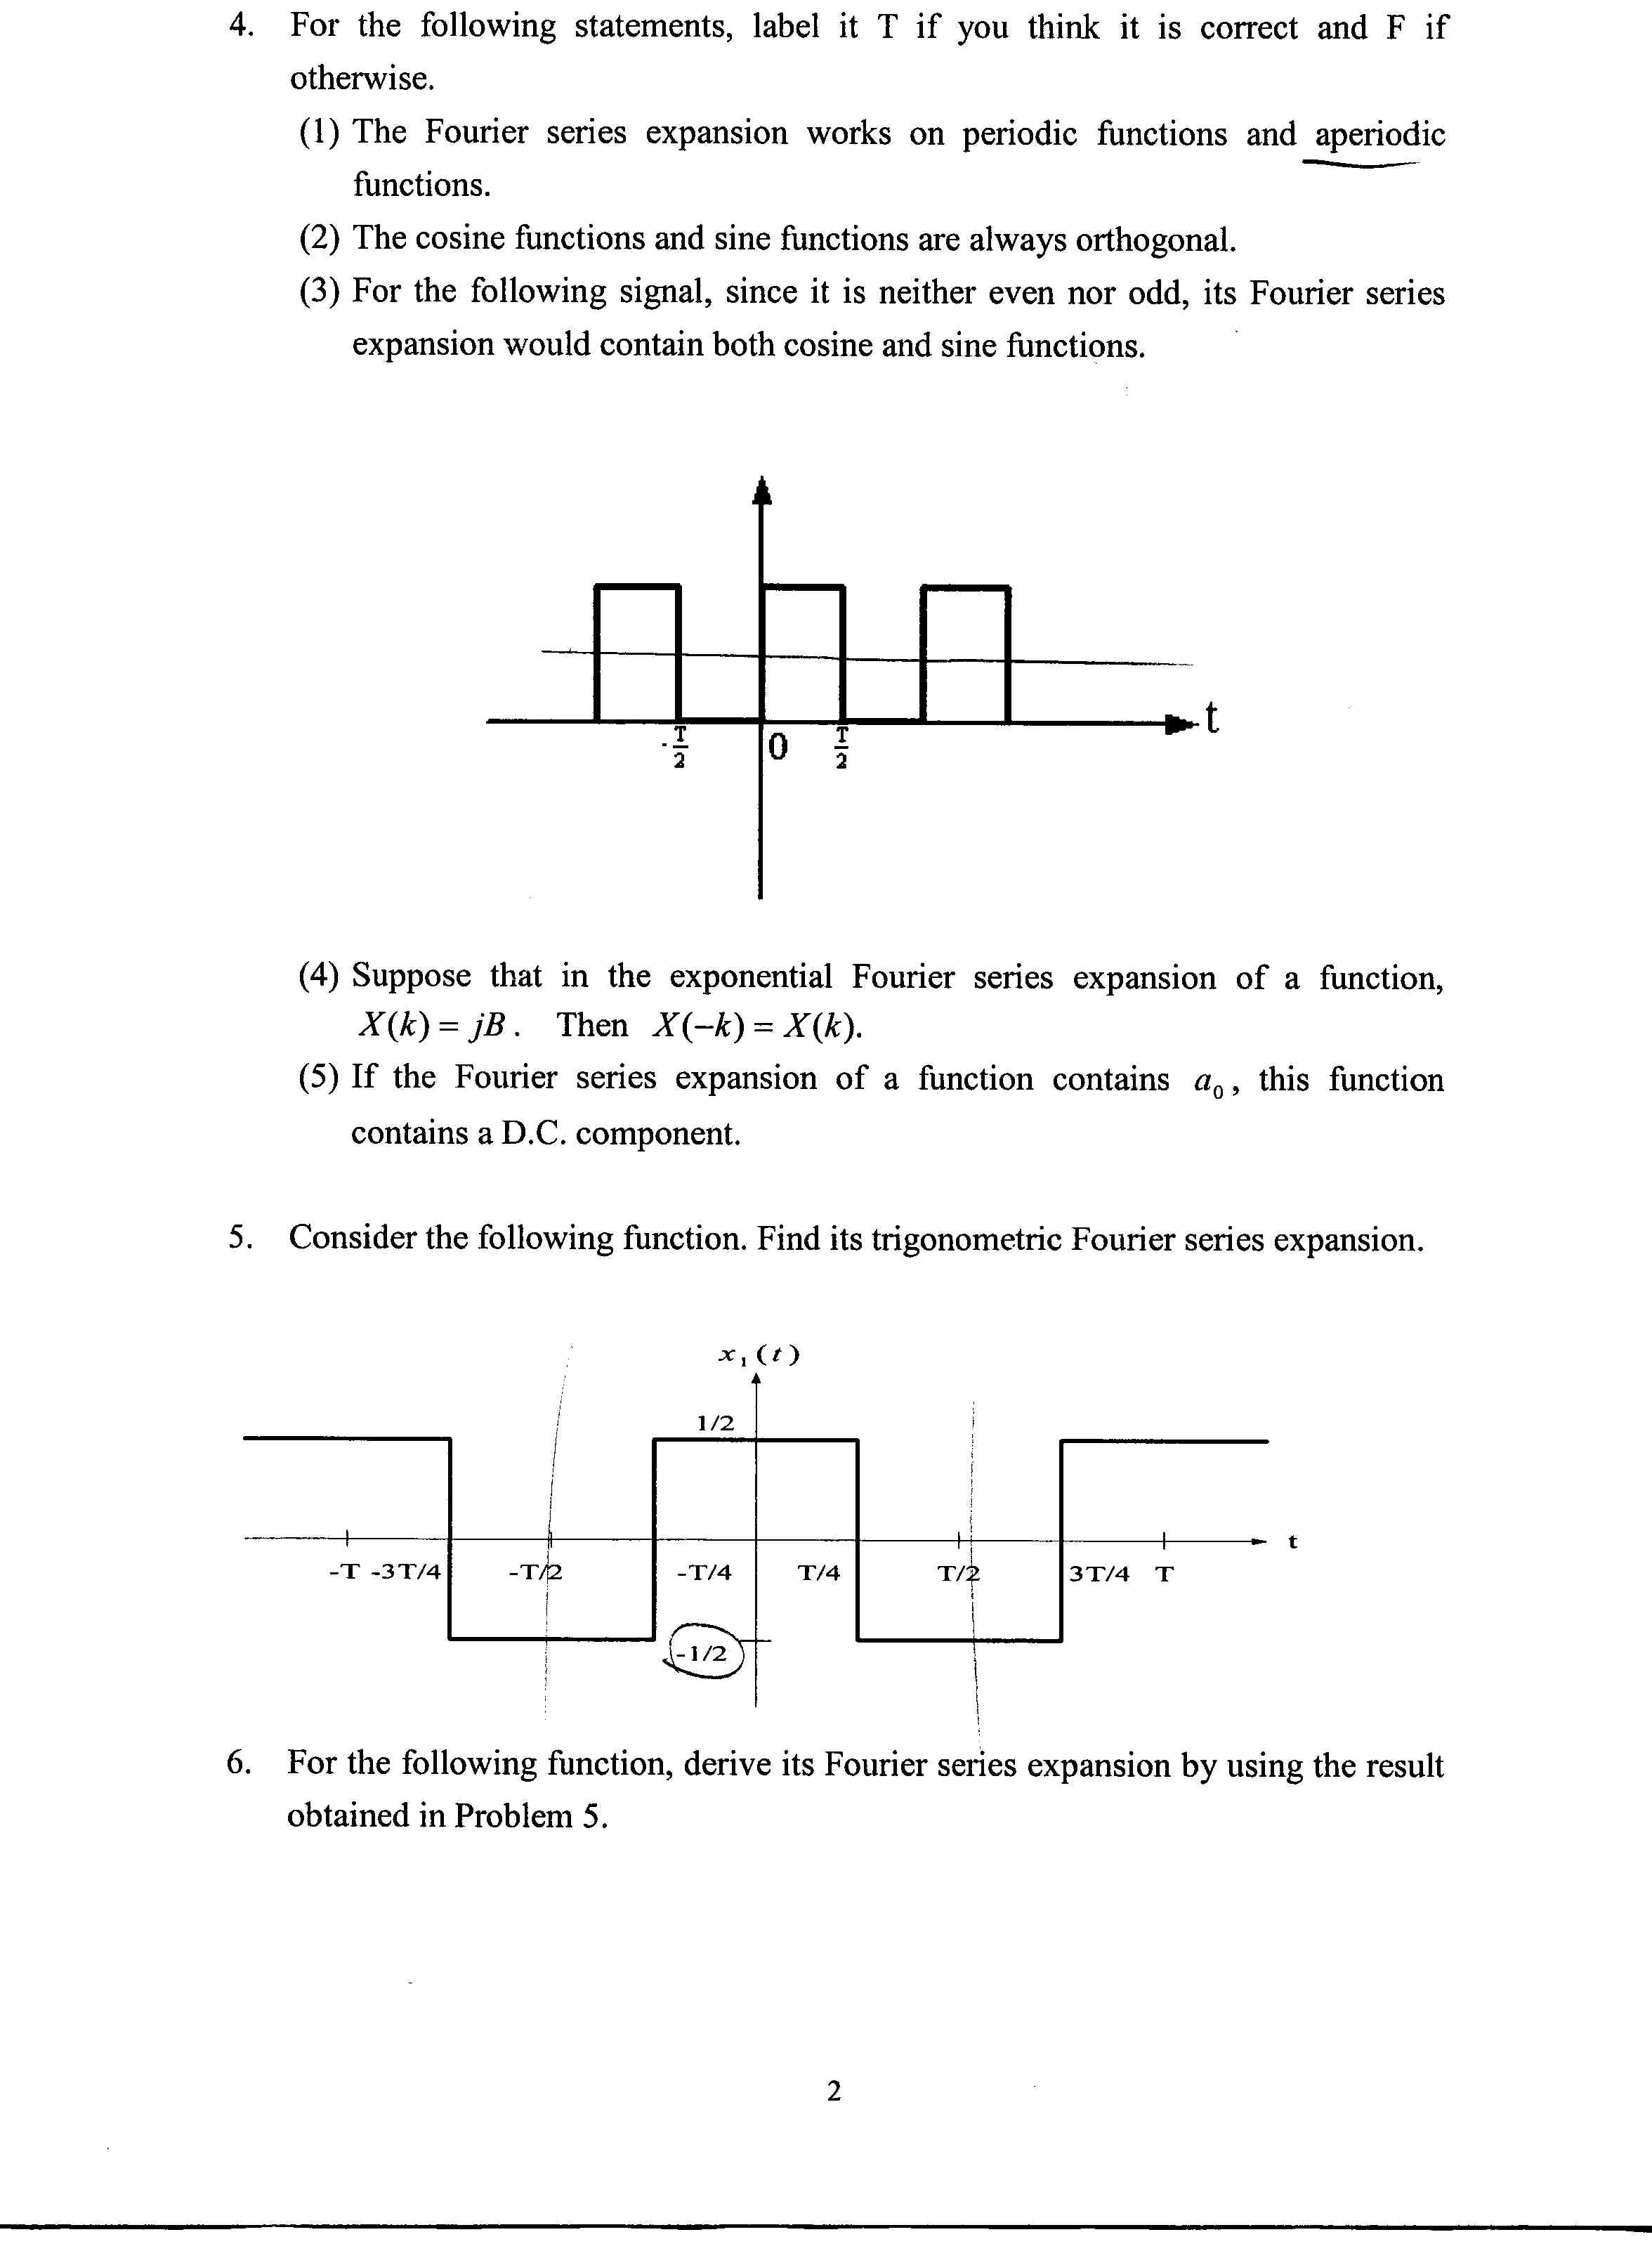 4. For the following statements, label it T if you think it is correct and F if
otherwise.
(1) The Fourier series expansion works on periodic functions and aperiodic
functions.
(2) The cosine functions and sine functions are always orthogonal.
(3) For the following signal, since it is neither even nor odd, its Fourier series
expansion would contain both cosine and sine functions.
t
-T/2 0 T/2
(4) Suppose that in the exponential Fourier series expansion of a function,
X(k) = jB. Then X(-k) = X(k).
(5) If the Fourier series expansion of a function contains a₀, this function
contains a D.C. component.
5. Consider the following function. Find its trigonometric Fourier series expansion.
x₁(t)
1/2
t
-T -3T/4 -T/2 -T/4 T/4 T/2 3T/4 T
-1/2
6. For the following function, derive its Fourier series expansion by using the result
obtained in Problem 5.
2